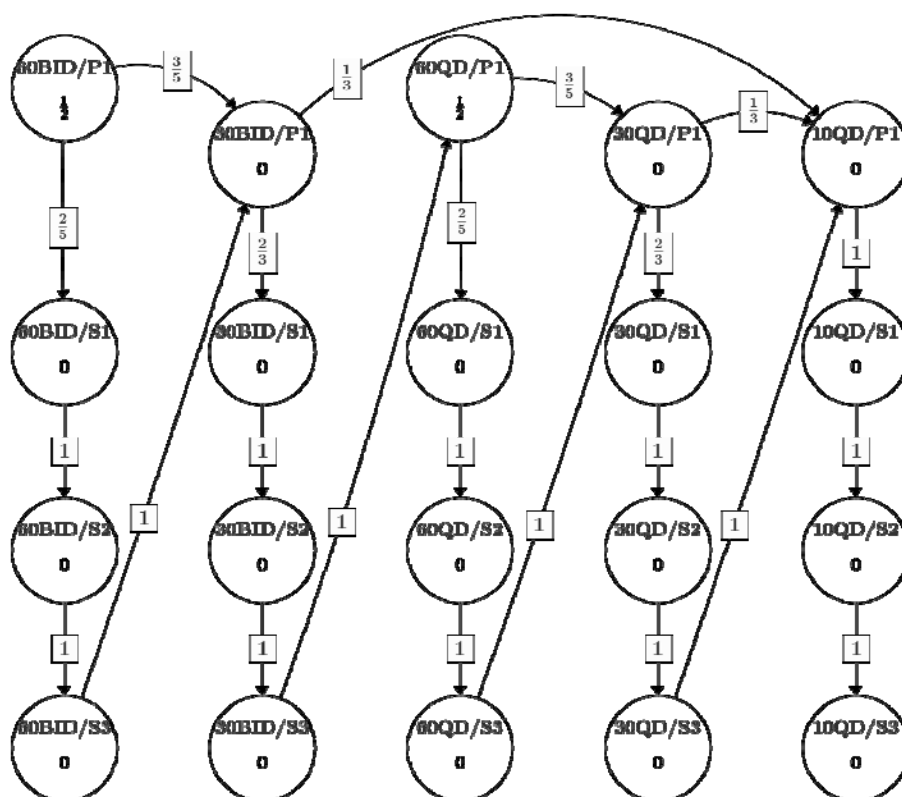 60BID/P1
1/2
3/5
30BID/P1
0
1/3
60QD/P1
1/2
3/5
30QD/P1
0
1/3
10QD/P1
0
2/5
2/3
2/5
2/3
1
60BID/S1
0
30BID/S1
0
60QD/S1
0
30QD/S1
0
10QD/S1
0
1
1
1
1
1
60BID/S2
0
30BID/S2
0
60QD/S2
0
30QD/S2
0
10QD/S2
0
1
1
1
1
1
1
1
1
1
60BID/S3
0
30BID/S3
0
60QD/S3
0
30QD/S3
0
10QD/S3
0